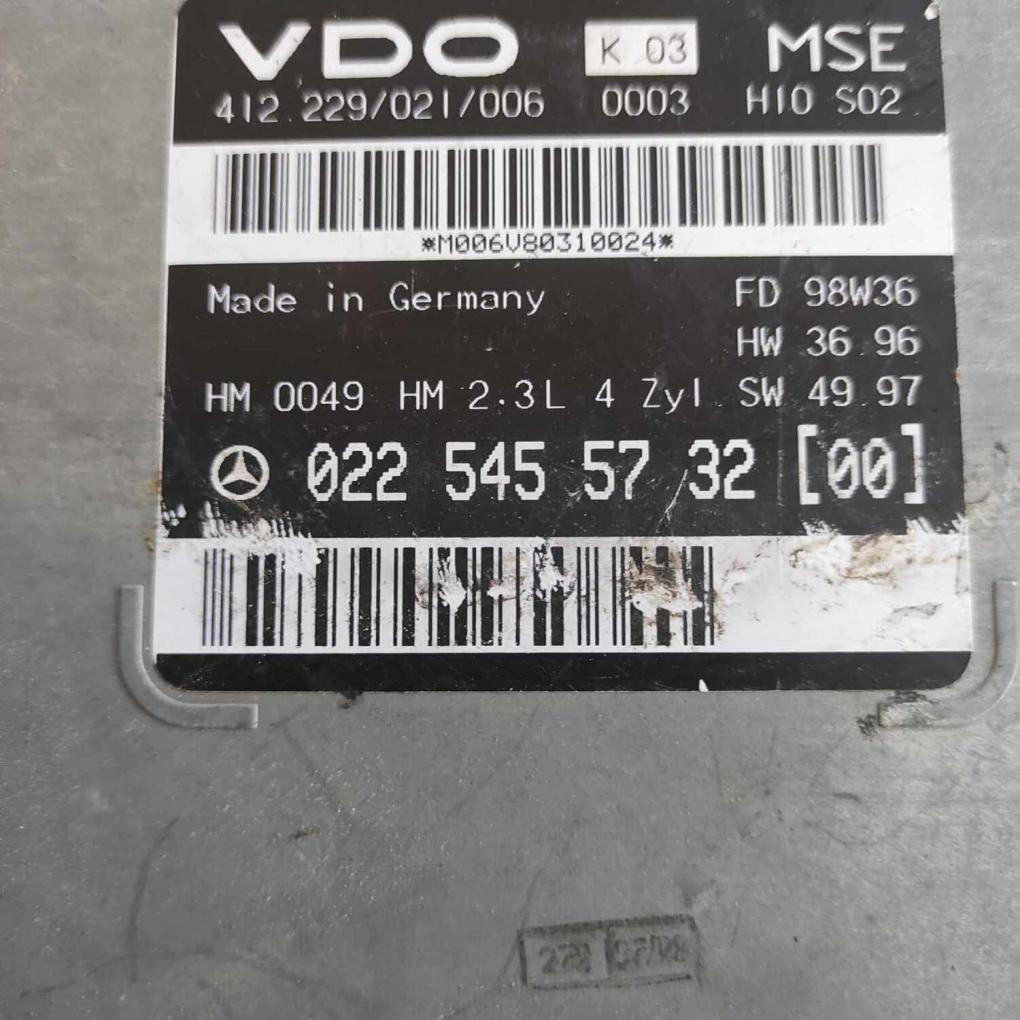 VDO K 03 MSE
412.229/021/006 0003 H10 S02
*M006V80310024*
Made in Germany FD 98W36
HW 36.96
HM 0049 HM 2.3L 4 Zyl SW 49.97
022 545 57 32 [00]